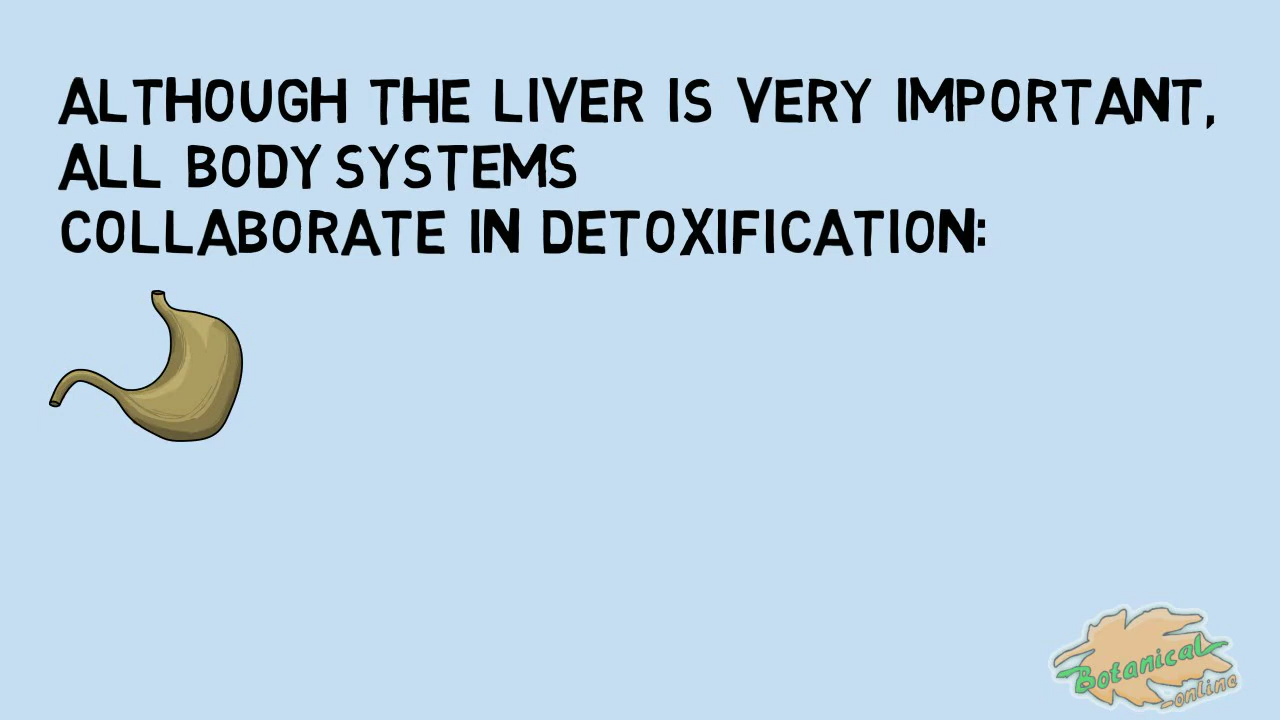 ALTHOUGH THE LIVER IS VERY IMPORTANT,
ALL BODY SYSTEMS
COLLABORATE IN DETOXIFICATION:
Botanical
-online